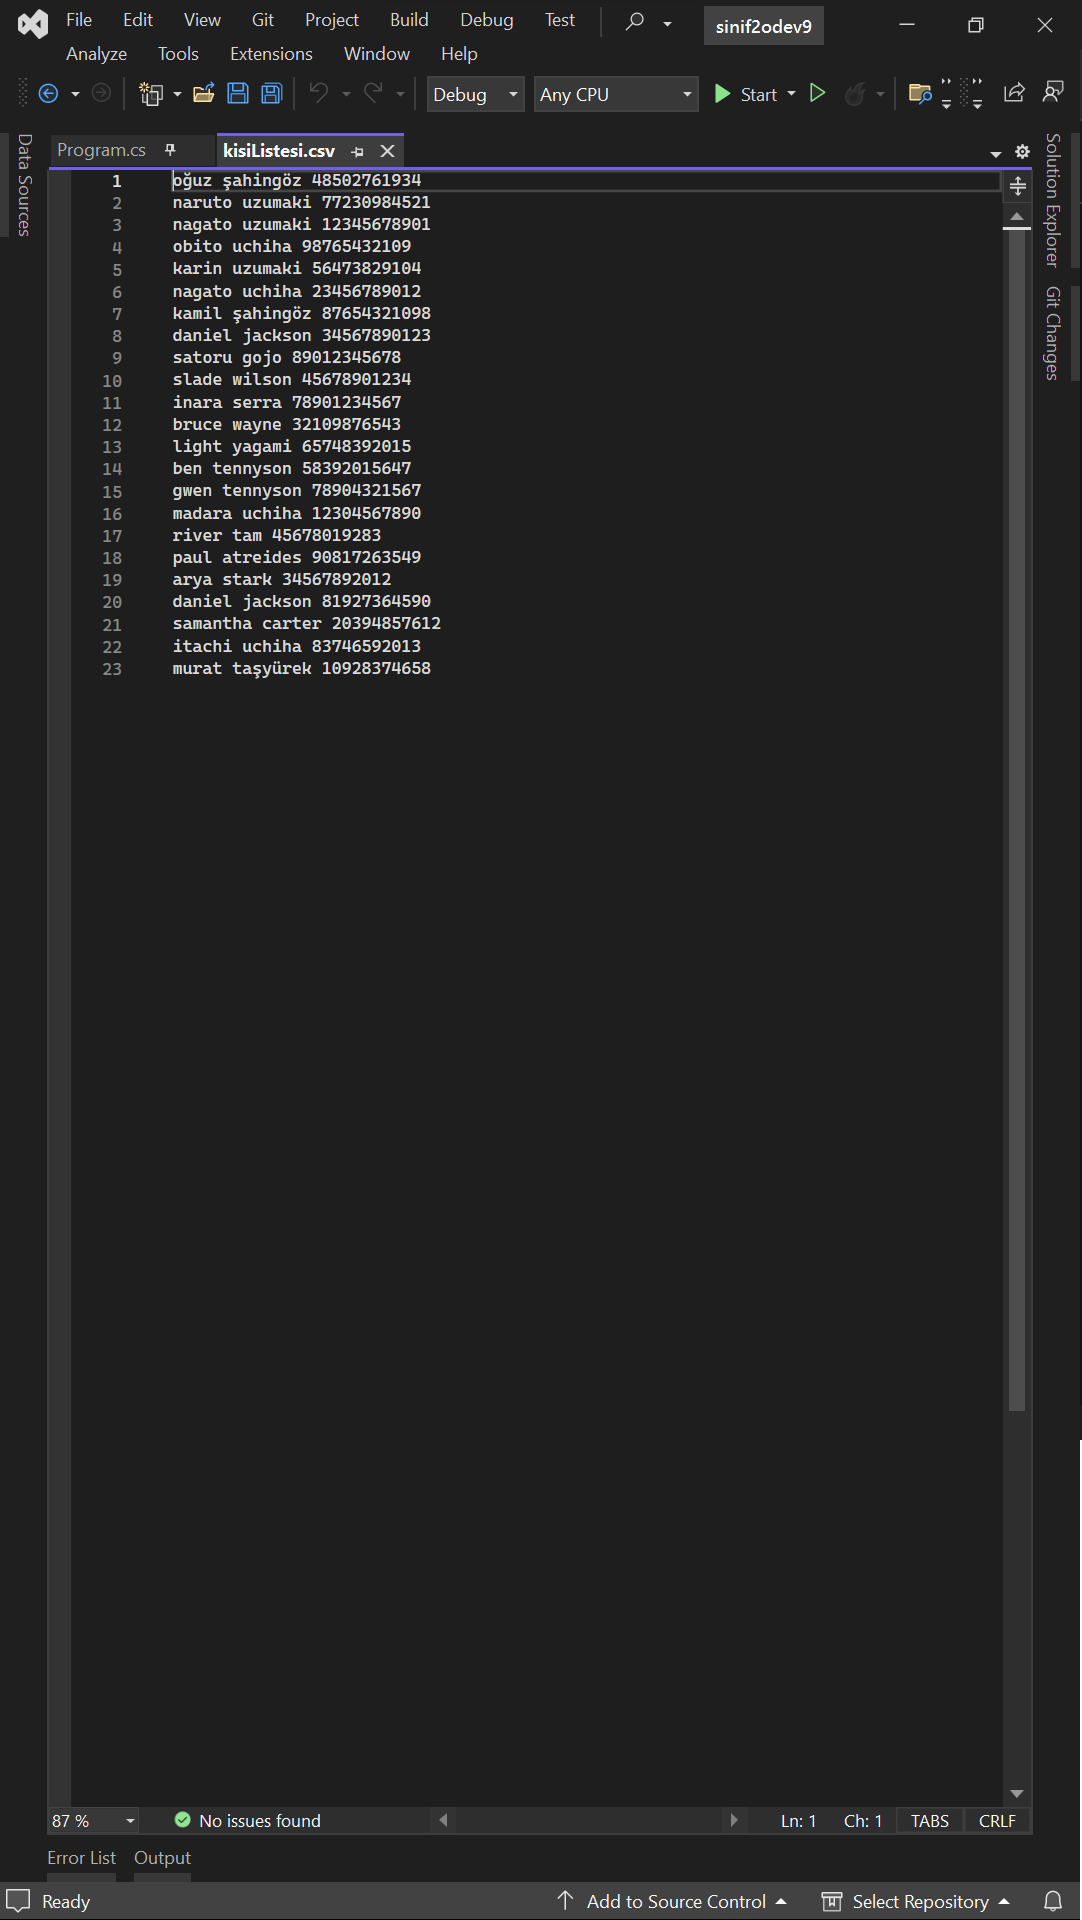 File Edit View Git Project Build Debug Test sinif2odev9
Analyze Tools Extensions Window Help
Debug Any CPU Start
Data Sources
Program.cs kisiListesi.csv
1 oğuz şahingöz 48502761934
2 naruto uzumaki 77230984521
3 nagato uzumaki 12345678901
4 obito uchiha 98765432109
5 karin uzumaki 56473829104
6 nagato uchiha 23456789012
7 kamil şahingöz 87654321098
8 daniel jackson 34567890123
9 satoru gojo 89012345678
10 slade wilson 45678901234
11 inara serra 78901234567
12 bruce wayne 32109876543
13 light yagami 65748392015
14 ben tennyson 58392015647
15 gwen tennyson 78904321567
16 madara uchiha 12304567890
17 river tam 45678019283
18 paul atreides 90817263549
19 arya stark 34567892012
20 daniel jackson 81927364590
21 samantha carter 20394857612
22 itachi uchiha 83746592013
23 murat taşyürek 10928374658
Solution Explorer
Git Changes
87 % No issues found Ln: 1 Ch: 1 TABS CRLF
Error List Output
Ready Add to Source Control Select Repository